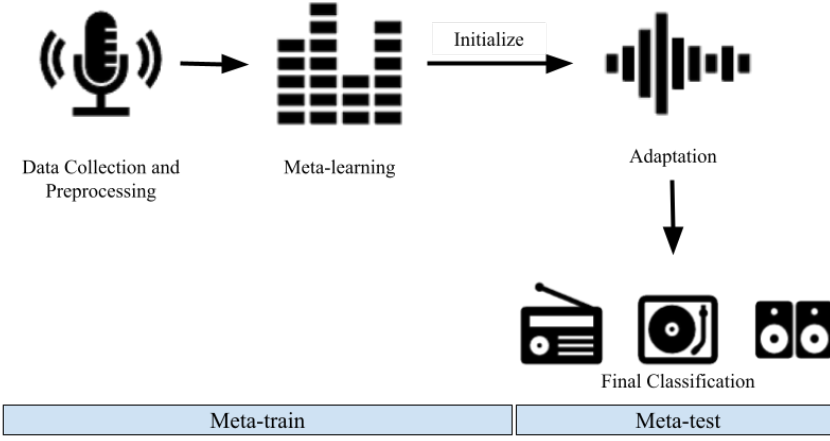 Initialize
Data Collection and
Preprocessing
Meta-learning
Adaptation
Final Classification
Meta-train
Meta-test